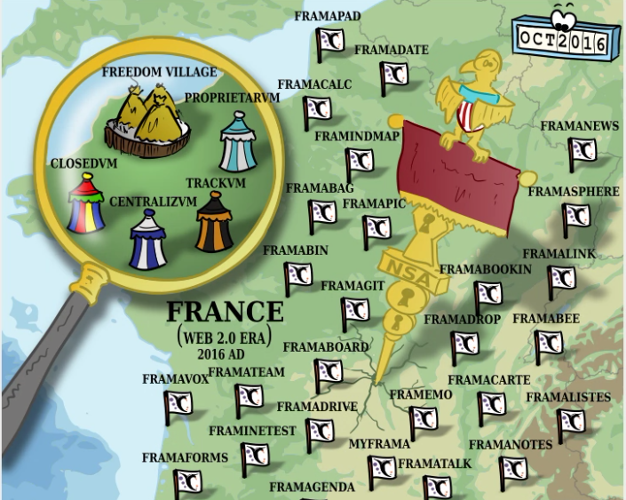 FRAMAPAD
OCT 2016
FRAMADATE
FREEDOM VILLAGE
FRAMACALC
PROPRIETARVM
FRAMINDMAP
FRAMANEWS
CLOSEDVM
TRACKVM
FRAMABAG
FRAMASPHERE
CENTRALIZVM
FRAMAPIC
FRAMABIN
FRAMALINK
NSA
FRAMABOOKIN
FRAMAGIT
FRANCE
(WEB 2.0 ERA)
2016 AD
FRAMADROP
FRAMABEE
FRAMABOARD
FRAMAVOX
FRAMATEAM
FRAMACARTE
FRAMADRIVE
FRAMEMO
FRAMALISTES
FRAMINETEST
MYFRAMA
FRAMANOTES
FRAMAFORMS
FRAMATALK
FRAMAGENDA